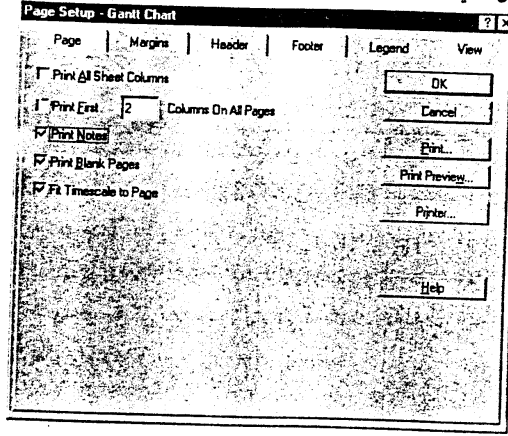 Page Setup - Gantt Chart
? X
Page Margins Header Footer Legend View
Print All Sheet Columns
Print First 2 Columns On All Pages
Print Notes
Print Blank Pages
Fit Timescale to Page
OK
Cancel
Print...
Print Preview...
Printer...
Help